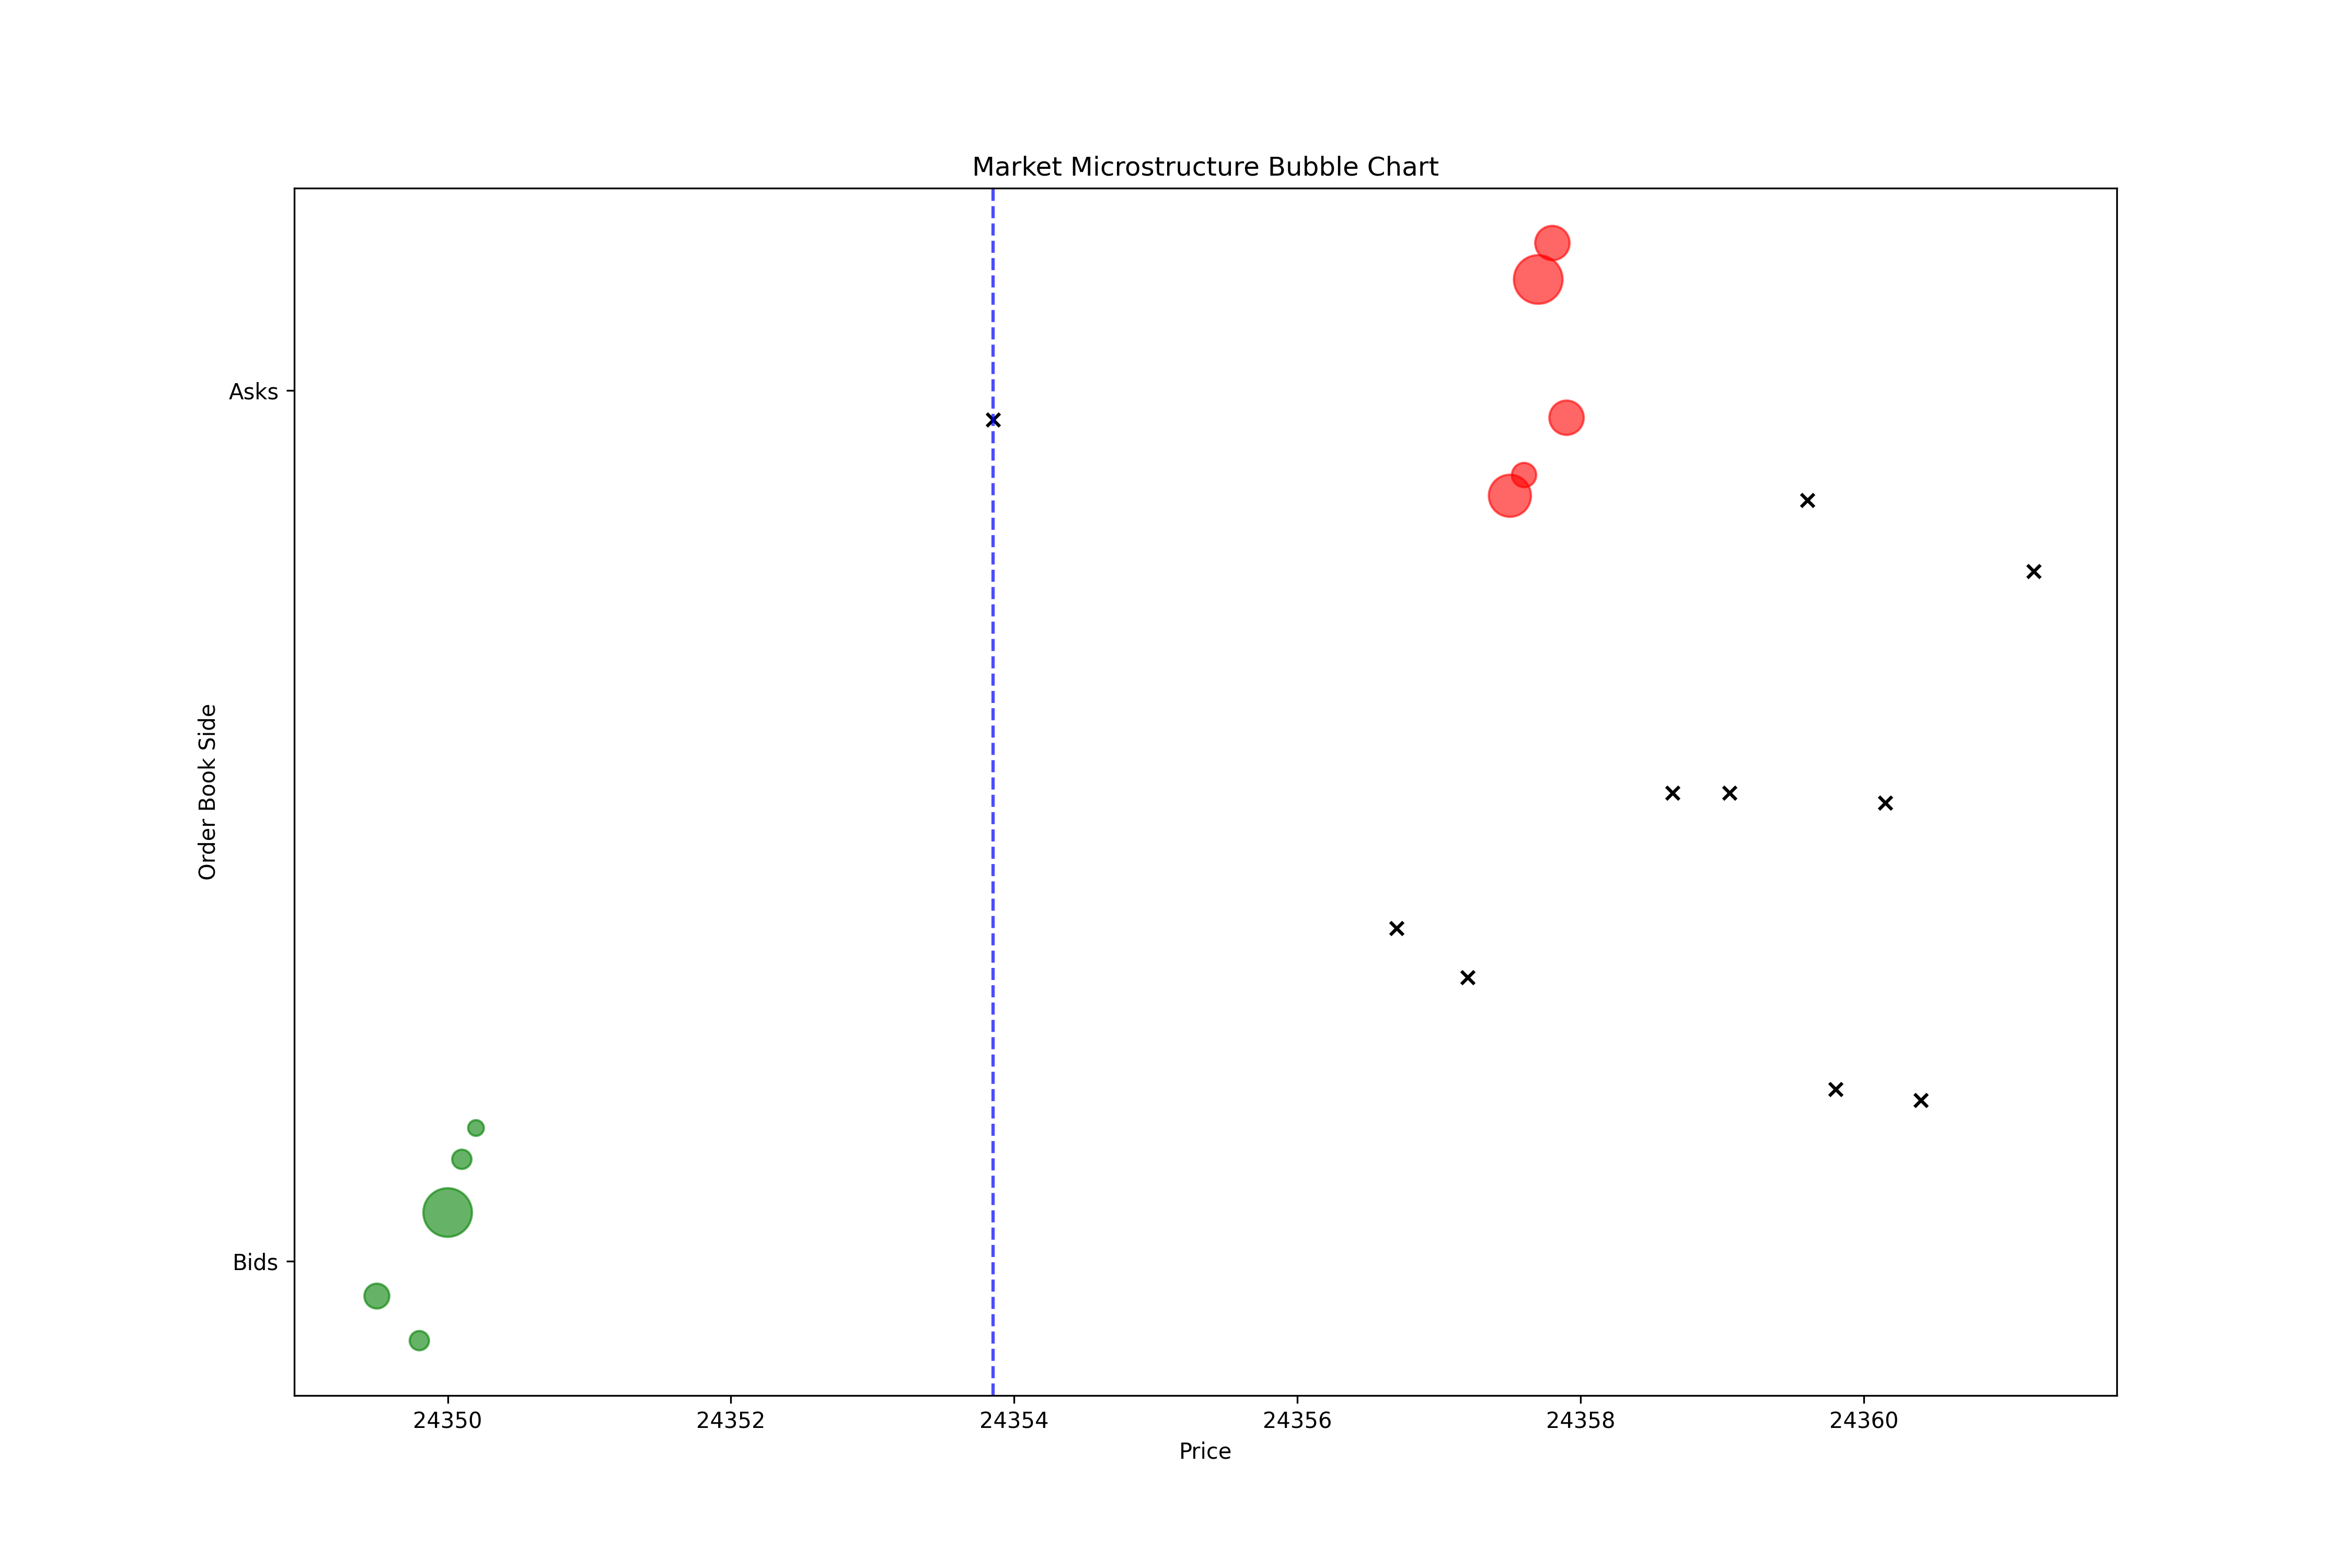 Market Microstructure Bubble Chart
Asks
Order Book Side
Bids
24350 24352 24354 24356 24358 24360
Price